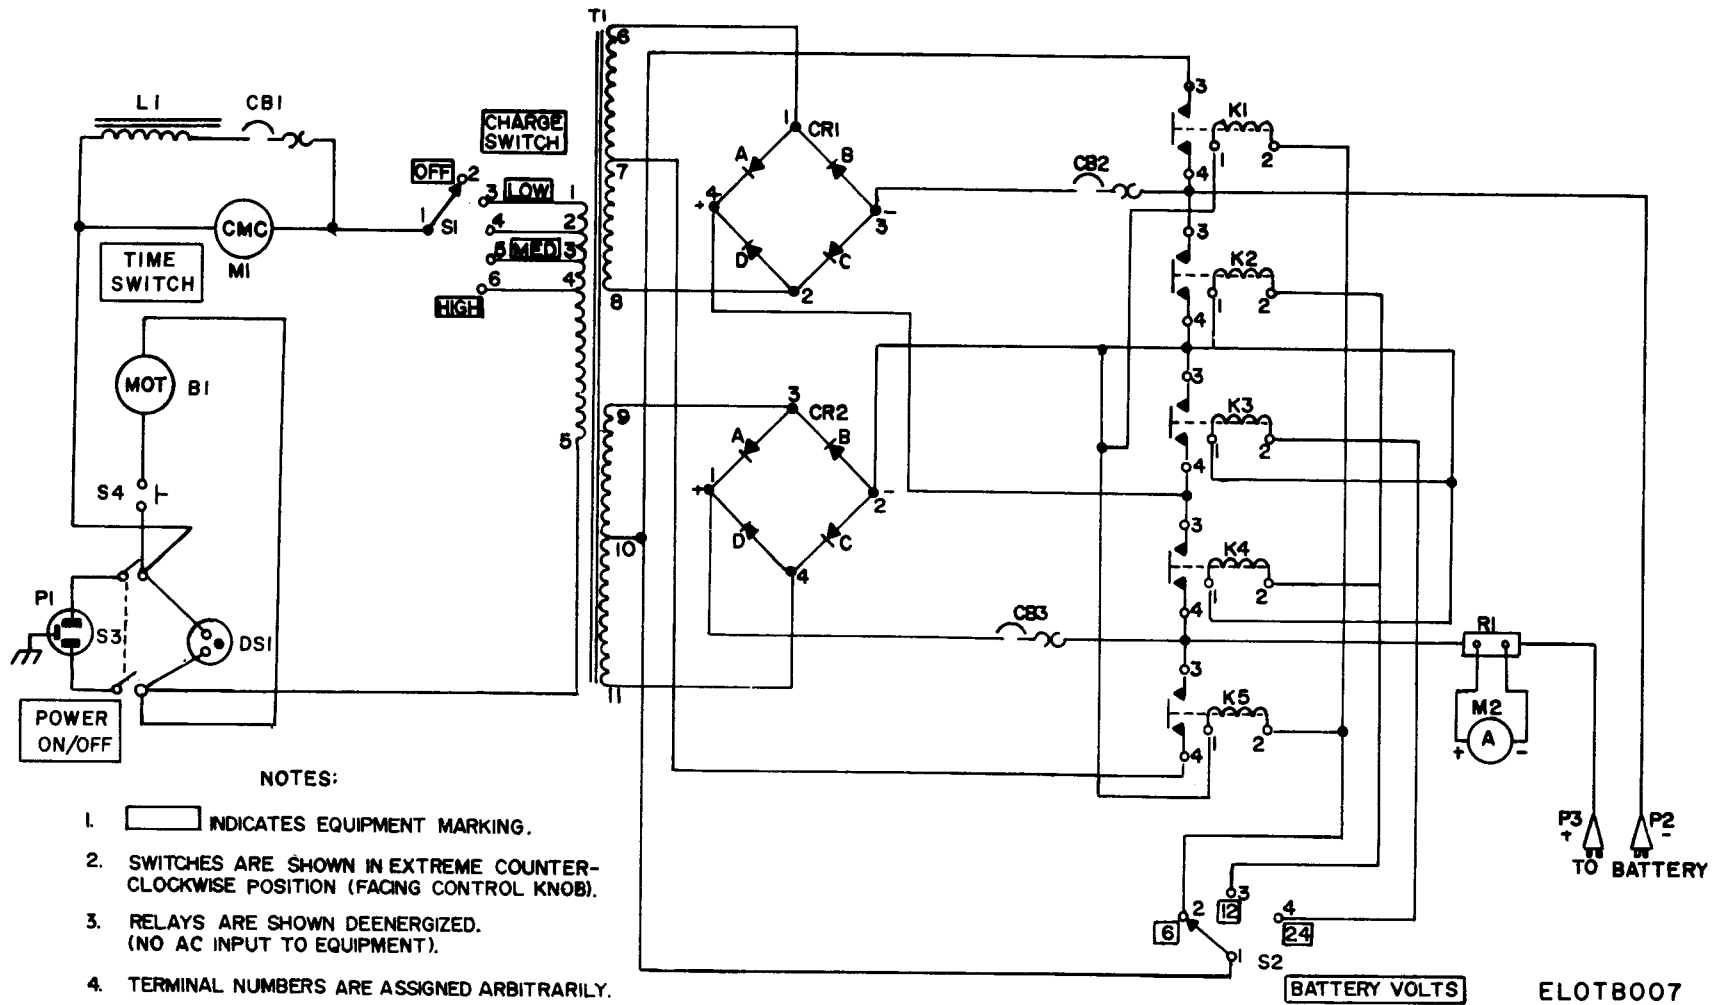 T1
6
3
L1
CB1
CHARGE
SWITCH
1
CR1
K1
A
B
1
2
OFF
2
7
CB2
4
3
LOW
1
4
+
-
3
1
S1
4
2
3
CMC
5
MED
3
D
C
K2
TIME
SWITCH
M1
6
4
2
1
2
HIGH
8
4
3
3
MOT
B1
9
CR2
K3
A
B
1
2
5
4
1
+
2
-
S4
3
D
C
10
K4
4
1
2
P1
4
S3
DS1
CB3
R1
3
11
K5
M2
POWER
ON/OFF
1
2
A
+
-
4
NOTES:
1. INDICATES EQUIPMENT MARKING.
2. SWITCHES ARE SHOWN IN EXTREME COUNTER-
CLOCKWISE POSITION (FACING CONTROL KNOB).
3. RELAYS ARE SHOWN DEENERGIZED.
(NO AC INPUT TO EQUIPMENT).
4. TERMINAL NUMBERS ARE ASSIGNED ARBITRARILY.
P3
+
P2
-
TO BATTERY
3
12
2
6
4
24
1
S2
BATTERY VOLTS
ELOTB007